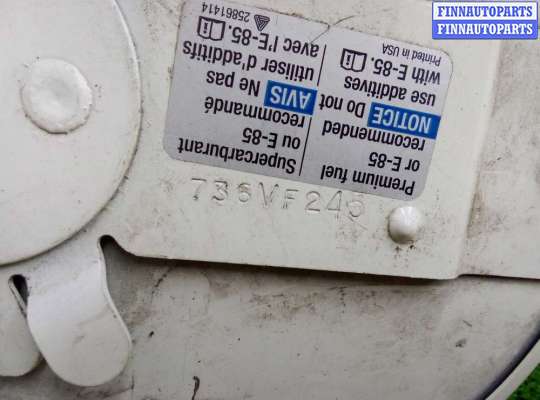 FINNAUTOPARTS
FINNAUTOPARTS
Premium fuel
or E-85
recommended
NOTICE Do not
use additives
with E-85.
Printed in USA
Supercarburant
ou E-85
recommandé
AVIS Ne pas
utiliser d'additifs
avec l'E-85.
25861414
736VF245